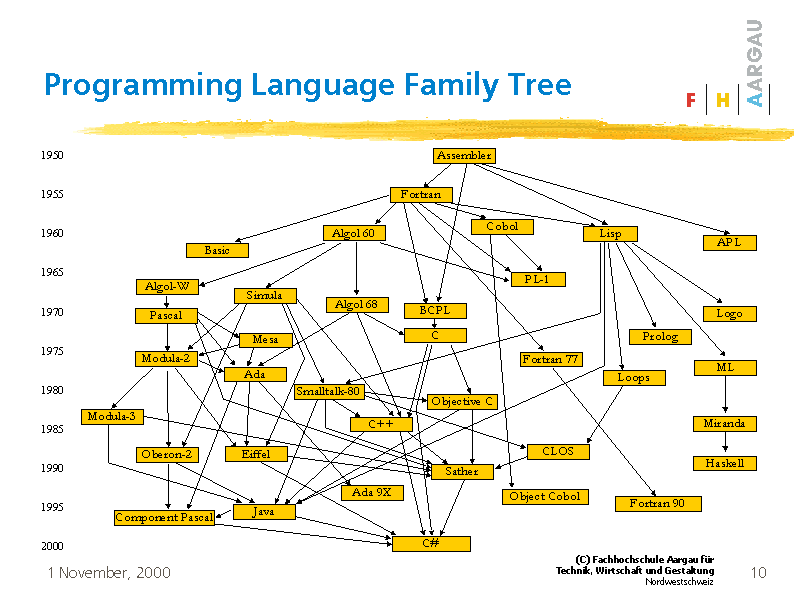 Programming Language Family Tree
AARGAU
F H A
1950
Assembler
1955
Fortran
1960
Algol 60
Cobol
Lisp
APL
Basic
1965
PL-1
Algol-W
Simula
Algol 68
BCPL
1970
Pascal
Logo
Mesa
C
Prolog
1975
Modula-2
Fortran 77
Ada
Loops
ML
1980
Smalltalk-80
Objective C
Modula-3
C++
Miranda
1985
Oberon-2
Eiffel
CLOS
Haskell
1990
Sather
Ada 9X
Object Cobol
Fortran 90
1995
Java
Component Pascal
2000
C#
1 November, 2000
(C) Fachhochschule Aargau für
Technik, Wirtschaft und Gestaltung
Nordwestschweiz
10